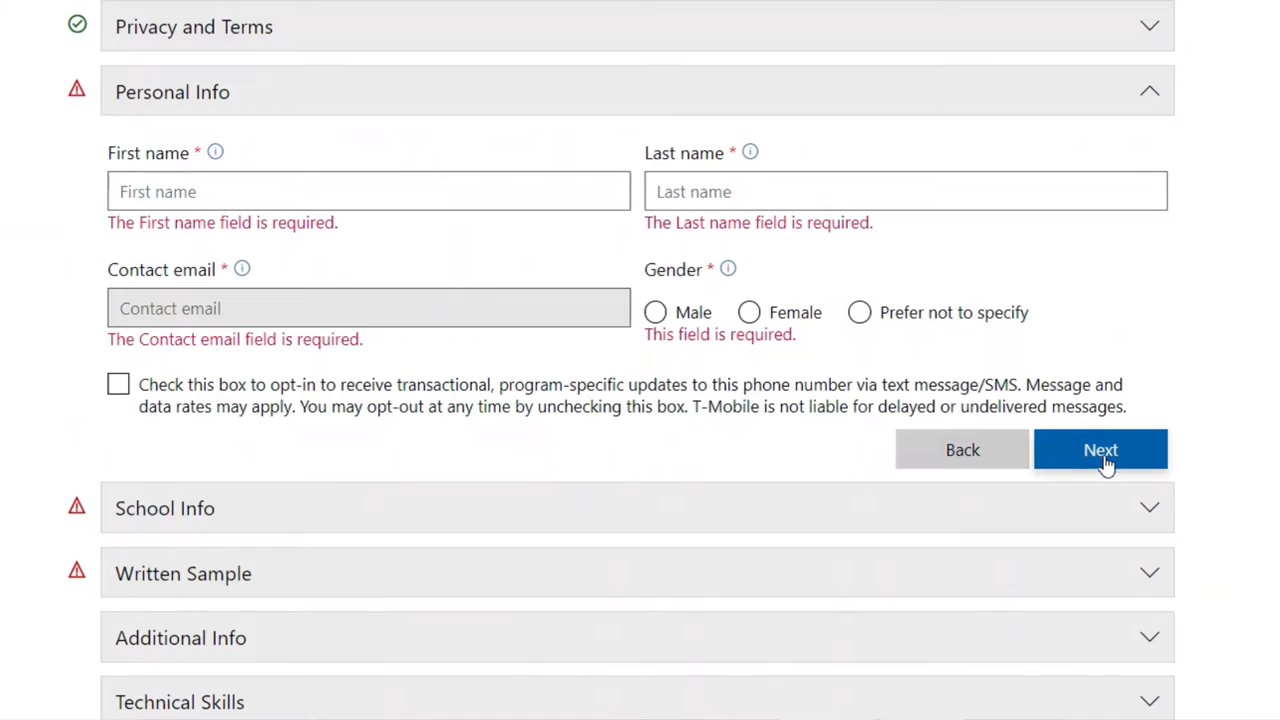 Privacy and Terms
Personal Info
First name *
Last name *
First name
Last name
The First name field is required.
The Last name field is required.
Contact email *
Gender *
Contact email
Male
Female
Prefer not to specify
The Contact email field is required.
This field is required.
Check this box to opt-in to receive transactional, program-specific updates to this phone number via text message/SMS. Message and
data rates may apply. You may opt-out at any time by unchecking this box. T-Mobile is not liable for delayed or undelivered messages.
Back
Next
School Info
Written Sample
Additional Info
Technical Skills